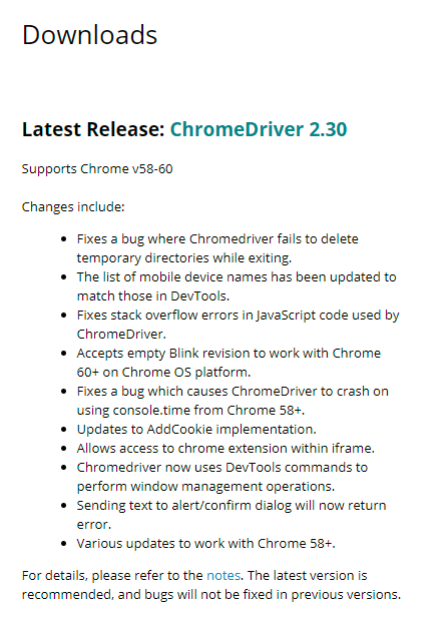 Downloads
Latest Release: ChromeDriver 2.30
Supports Chrome v58-60
Changes include:
• Fixes a bug where Chromedriver fails to delete
temporary directories while exiting.
• The list of mobile device names has been updated to
match those in DevTools.
• Fixes stack overflow errors in JavaScript code used by
ChromeDriver.
• Accepts empty Blink revision to work with Chrome
60+ on Chrome OS platform.
• Fixes a bug which causes ChromeDriver to crash on
using console.time from Chrome 58+.
• Updates to AddCookie implementation.
• Allows access to chrome extension within iframe.
• Chromedriver now uses DevTools commands to
perform window management operations.
• Sending text to alert/confirm dialog will now return
error.
• Various updates to work with Chrome 58+.
For details, please refer to the notes. The latest version is
recommended, and bugs will not be fixed in previous versions.